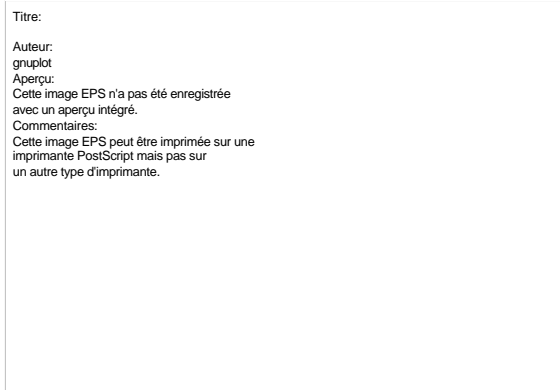 Titre:
Auteur:
gnuplot
Aperçu:
Cette image EPS n'a pas été enregistrée
avec un aperçu intégré.
Commentaires:
Cette image EPS peut être imprimée sur une
imprimante PostScript mais pas sur
un autre type d'imprimante.